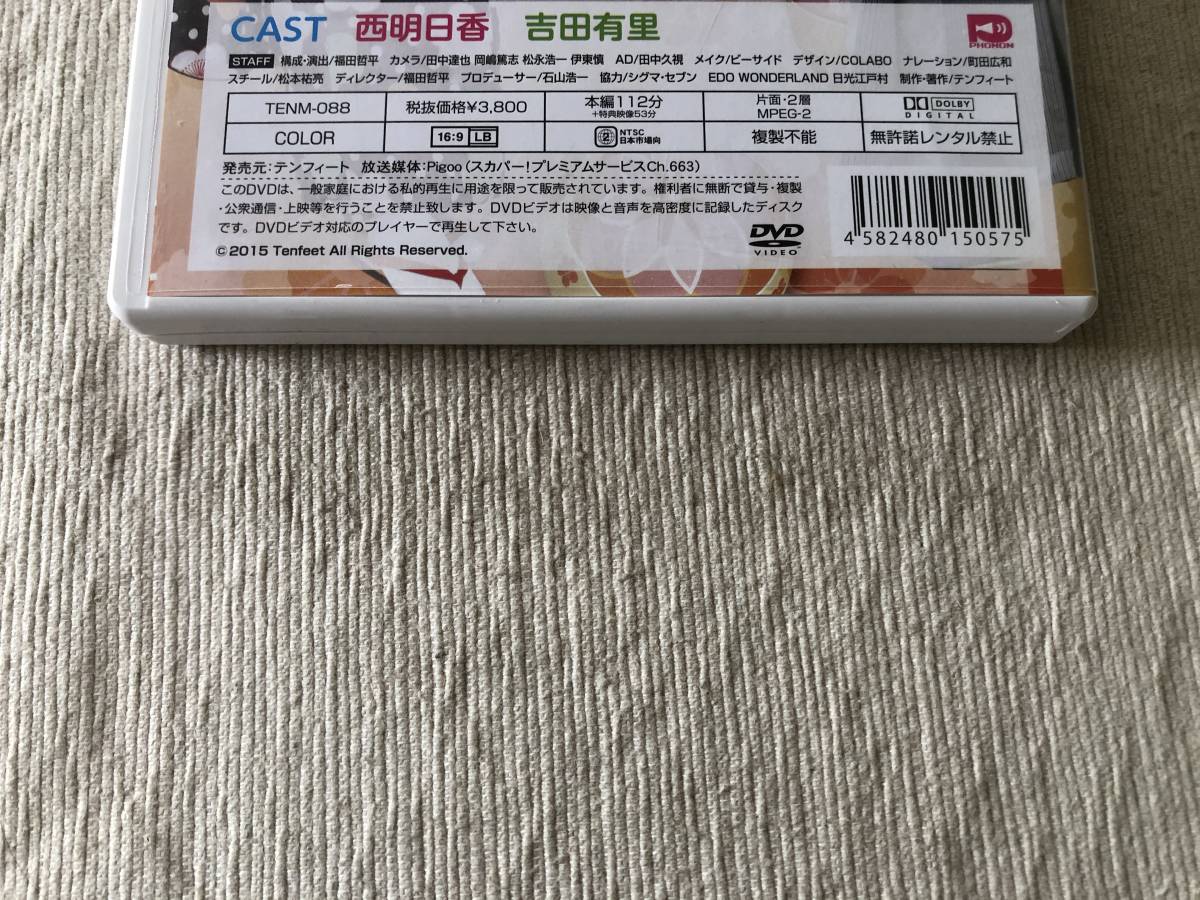 CAST 西明日香 吉田有里
PHONON
STAFF 構成・演出/福田哲平 カメラ/田中達也 岡嶋篤志 松永浩一 伊東慎 AD/田中久視 メイク/ビーサイド デザイン/COLABO ナレーション/町田広和
スチール/松本祐亮 ディレクター/福田哲平 プロデューサー/石山浩一 協力/シグマ・セブン EDO WONDERLAND 日光江戸村 制作・著作/テンフィート
TENM-088 税抜価格¥3,800 本編112分 片面・2層 DOLBY
+特典映像53分 MPEG-2 DIGITAL
COLOR 16:9 LB 2 NTSC 複製不能 無許諾レンタル禁止
日本市場向
発売元:テンフィート 放送媒体:Pigoo(スカパー!プレミアムサービスCh.663)
このDVDは、一般家庭における私的再生に用途を限って販売されています。権利者に無断で貸与・複製
・公衆通信・上映等を行うことを禁止致します。DVDビデオは映像と音声を高密度に記録したディスク
です。DVDビデオ対応のプレイヤーで再生して下さい。
©2015 Tenfeet All Rights Reserved.
DVD
VIDEO
4 582480 150575